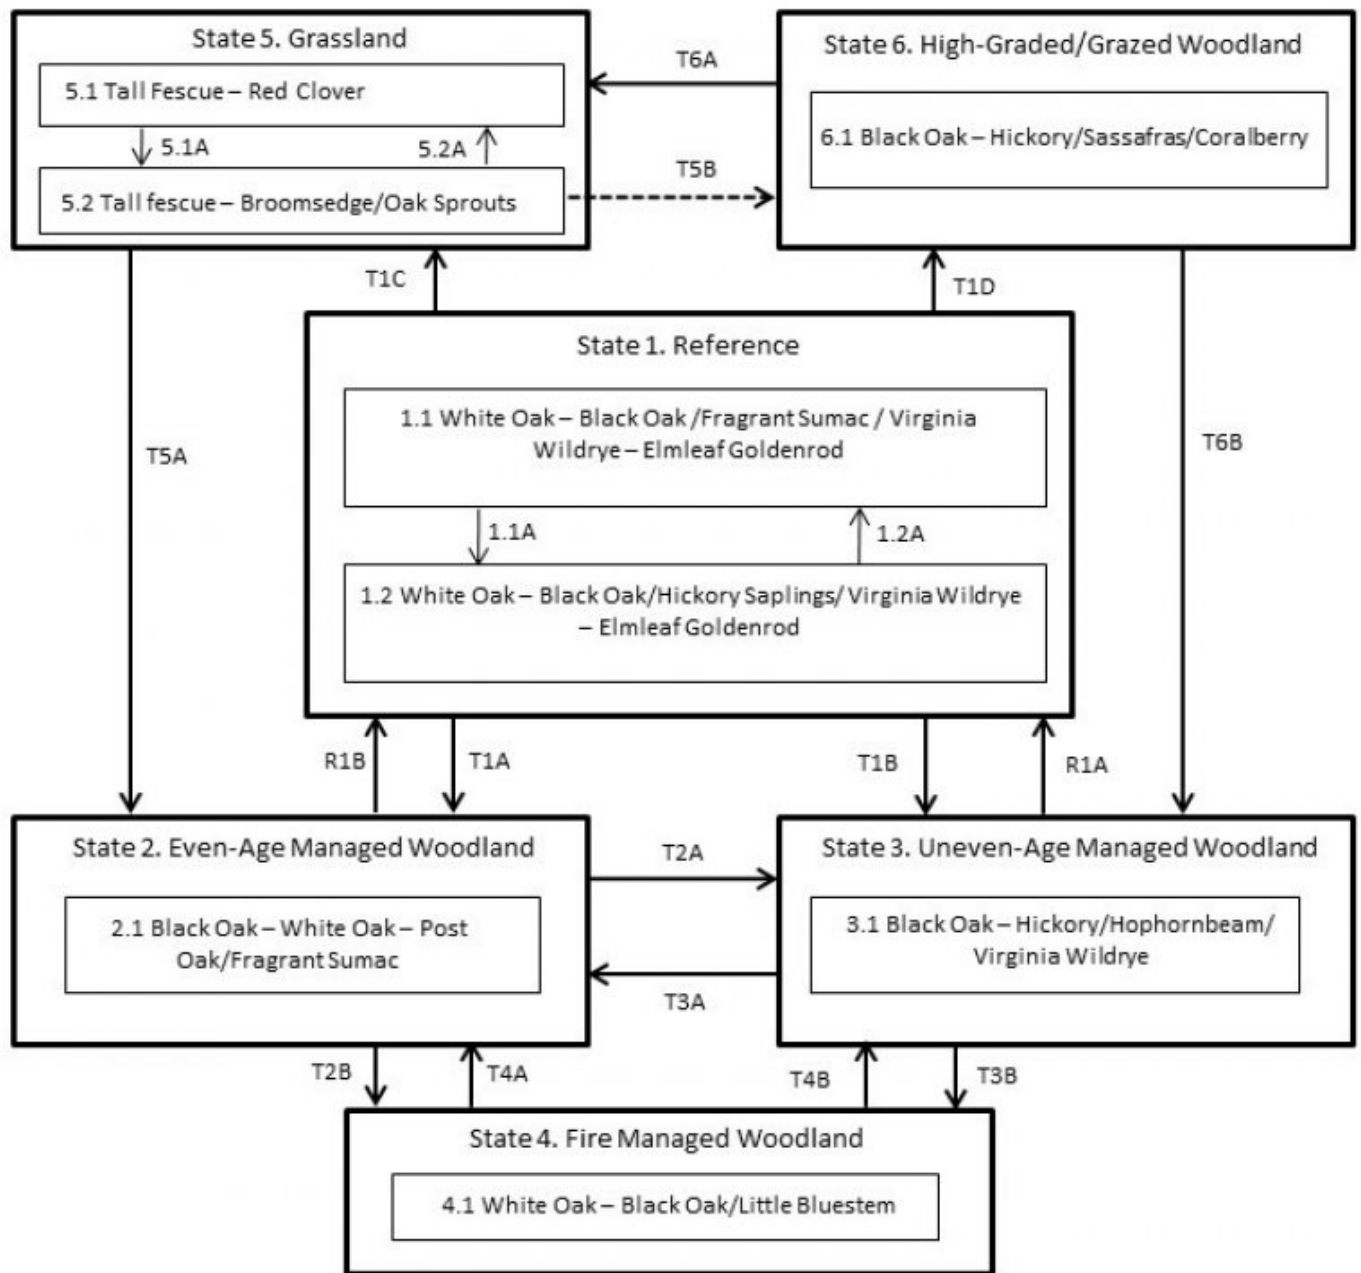 State 5. Grassland
5.1 Tall Fescue – Red Clover
5.1A
5.2A
5.2 Tall fescue – Broomsedge/Oak Sprouts
T6A
T5B
State 6. High-Graded/Grazed Woodland
6.1 Black Oak – Hickory/Sassafras/Coralberry
T1C
T1D
State 1. Reference
1.1 White Oak – Black Oak /Fragrant Sumac / Virginia
Wildrye – Elmleaf Goldenrod
1.1A
1.2A
1.2 White Oak – Black Oak/Hickory Saplings/ Virginia Wildrye
– Elmleaf Goldenrod
T5A
T6B
R1B
T1A
T1B
R1A
State 2. Even-Age Managed Woodland
2.1 Black Oak – White Oak – Post
Oak/Fragrant Sumac
T2A
T3A
State 3. Uneven-Age Managed Woodland
3.1 Black Oak – Hickory/Hophornbeam/
Virginia Wildrye
T2B
T4A
T4B
T3B
State 4. Fire Managed Woodland
4.1 White Oak – Black Oak/Little Bluestem